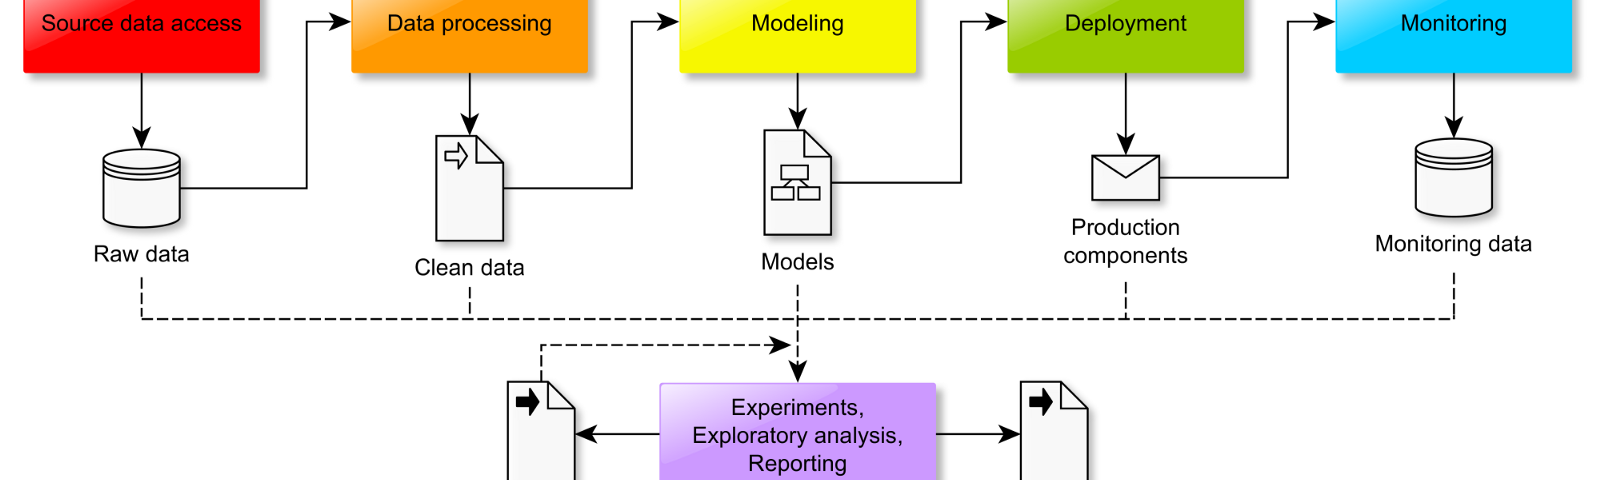 Source data access
Data processing
Modeling
Deployment
Monitoring
Raw data
Clean data
Models
Production
components
Monitoring data
Experiments,
Exploratory analysis,
Reporting